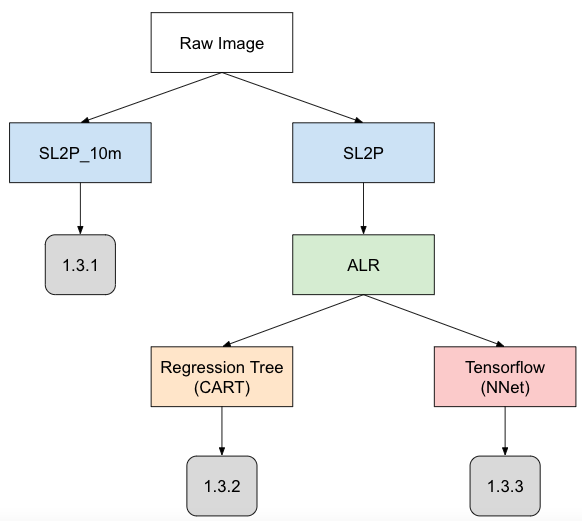 Raw Image
SL2P_10m
SL2P
1.3.1
ALR
Regression Tree
(CART)
Tensorflow
(NNet)
1.3.2
1.3.3